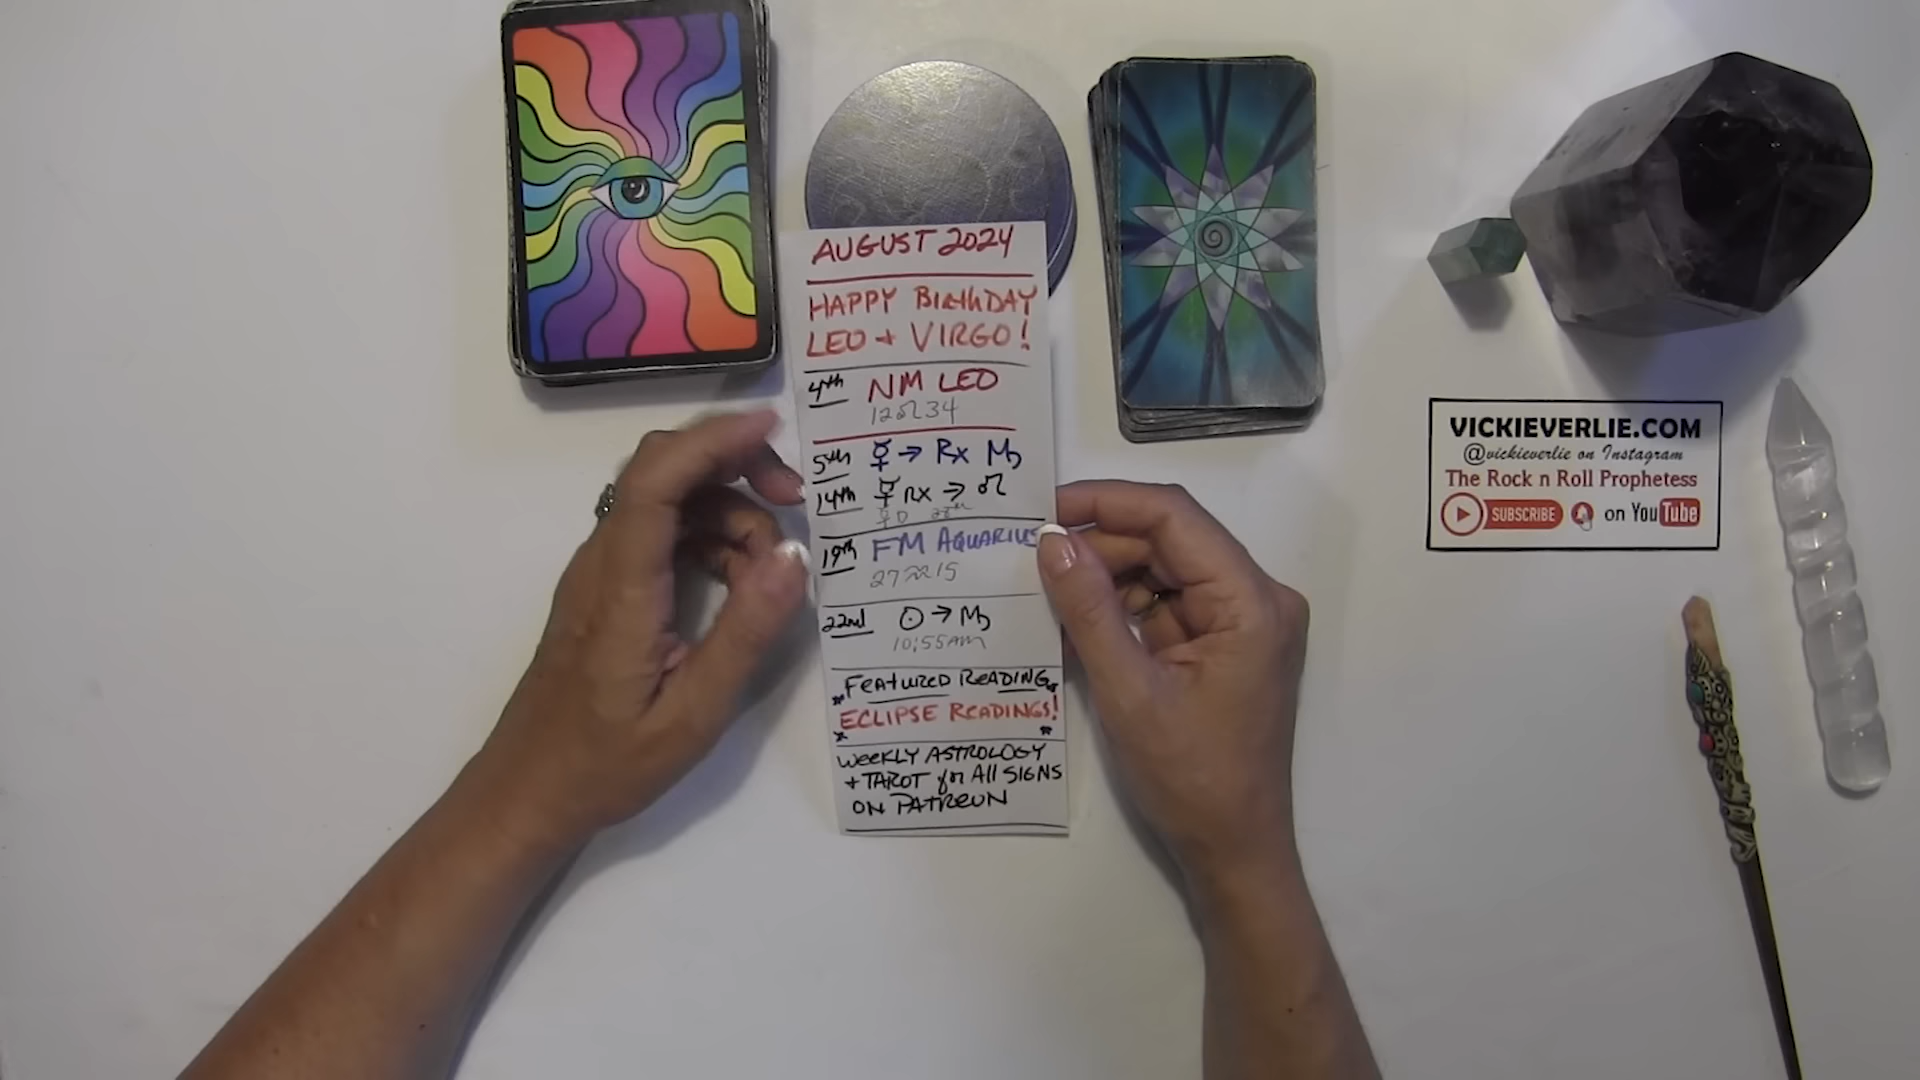 AUGUST 2024
HAPPY BIRTHDAY
LEO + VIRGO!
4th NM LEO
12♌34
5th ☿ → Rx ♍
14th ☿ Rx → ♌
☿ D 28th
19th FM AQUARIUS
27♒15
22nd ☉ → ♍
10:55AM
FEATURED READING
ECLIPSE READINGS!
WEEKLY ASTROLOGY
+ TAROT for All SIGNS
ON PATREON
VICKIEVERLIE.COM
@vickieverlie on Instagram
The Rock n Roll Prophetess
SUBSCRIBE on YouTube